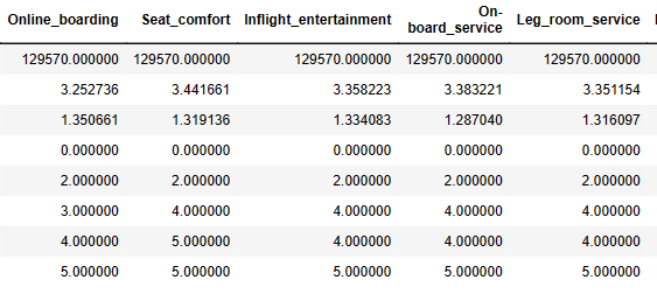 Online_boarding Seat_comfort Inflight_entertainment On-board_service Leg_room_service
129570.000000 129570.000000 129570.000000 129570.000000 129570.000000
3.252736 3.441661 3.358223 3.383221 3.351154
1.350661 1.319136 1.334083 1.287040 1.316097
0.000000 0.000000 0.000000 0.000000 0.000000
2.000000 2.000000 2.000000 2.000000 2.000000
3.000000 4.000000 4.000000 4.000000 4.000000
4.000000 5.000000 4.000000 4.000000 4.000000
5.000000 5.000000 5.000000 5.000000 5.000000